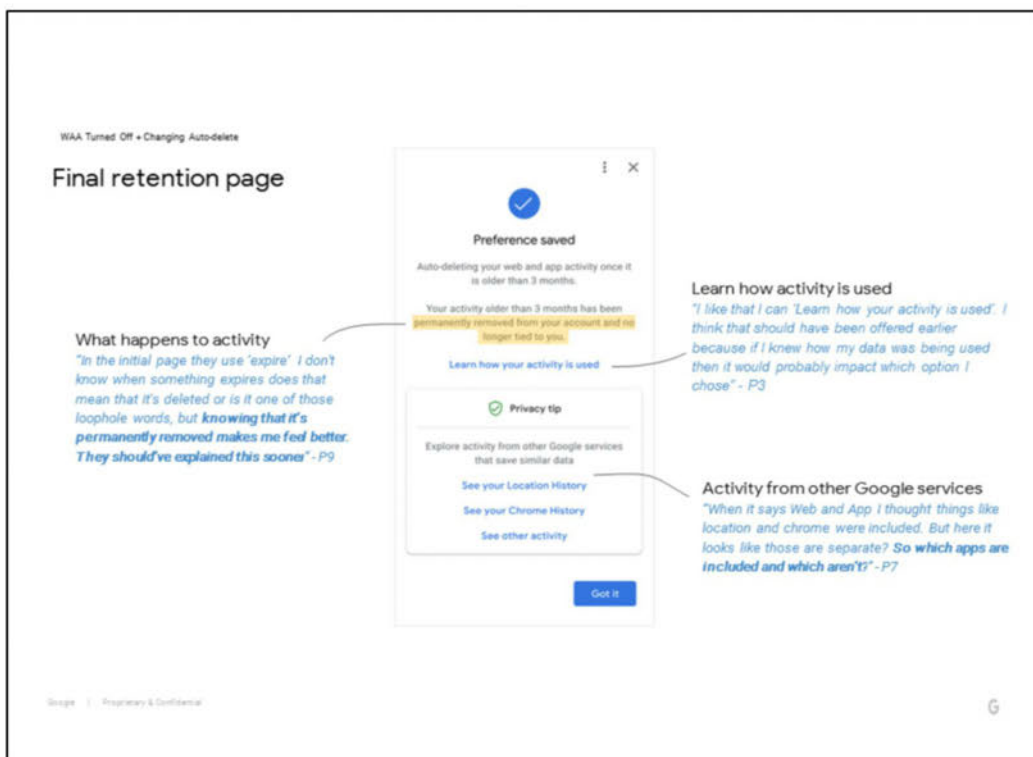 WAA Turned Off + Changing Auto-delete
Final retention page
Preference saved
Auto-deleting your web and app activity once it
is older than 3 months.
Your activity older than 3 months has been
permanently removed from your account and no
longer tied to you.
Learn how your activity is used
Privacy tip
Explore activity from other Google services
that save similar data
See your Location History
See your Chrome History
See other activity
Got it
What happens to activity
"In the initial page they use 'expire' I don't
know when something expires does that
mean that it's deleted or is it one of those
loophole words, but knowing that it's
permanently removed makes me feel better.
They should've explained this sooner" - P9
Learn how activity is used
"I like that I can 'Learn how your activity is used'. I
think that should have been offered earlier
because if I knew how my data was being used
then it would probably impact which option I
chose" - P3
Activity from other Google services
"When it says Web and App I thought things like
location and chrome were included. But here it
looks like those are separate? So which apps are
included and which aren't?" - P7
Google | Proprietary & Confidential
G